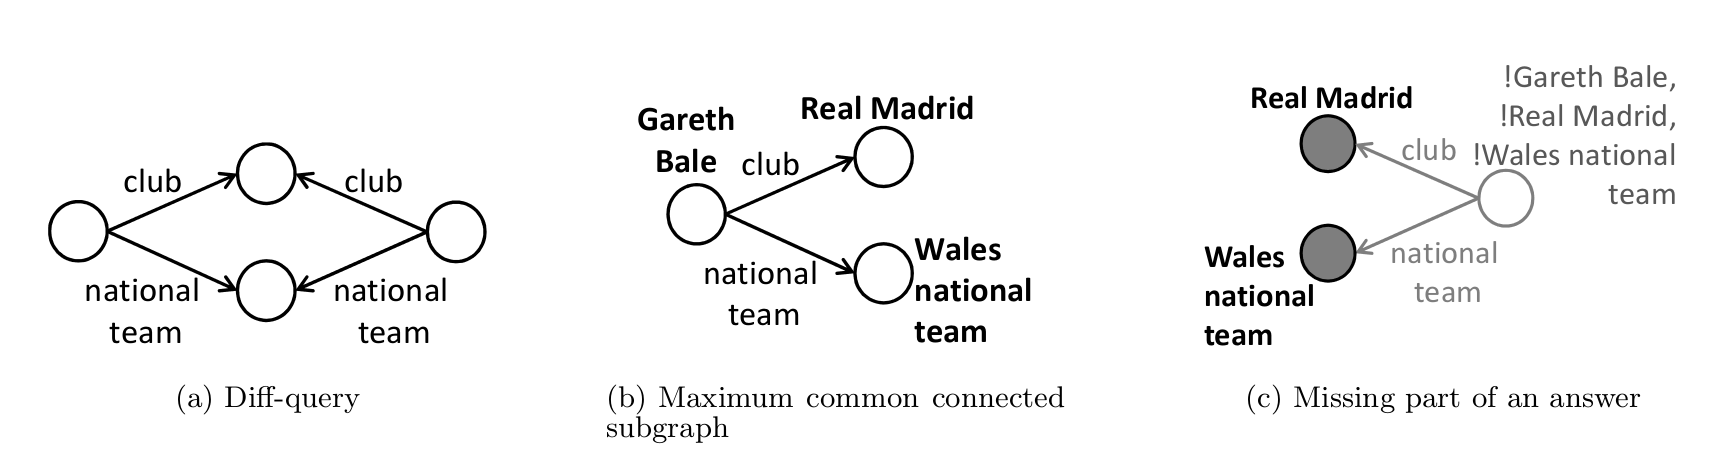 club
club
national
team
national
team
(a) Diff-query
Gareth
Bale
Real Madrid
club
national
team
Wales
national
team
(b) Maximum common connected
subgraph
Real Madrid
!Gareth Bale,
!Real Madrid,
!Wales national
team
club
Wales
national
team
national
team
(c) Missing part of an answer